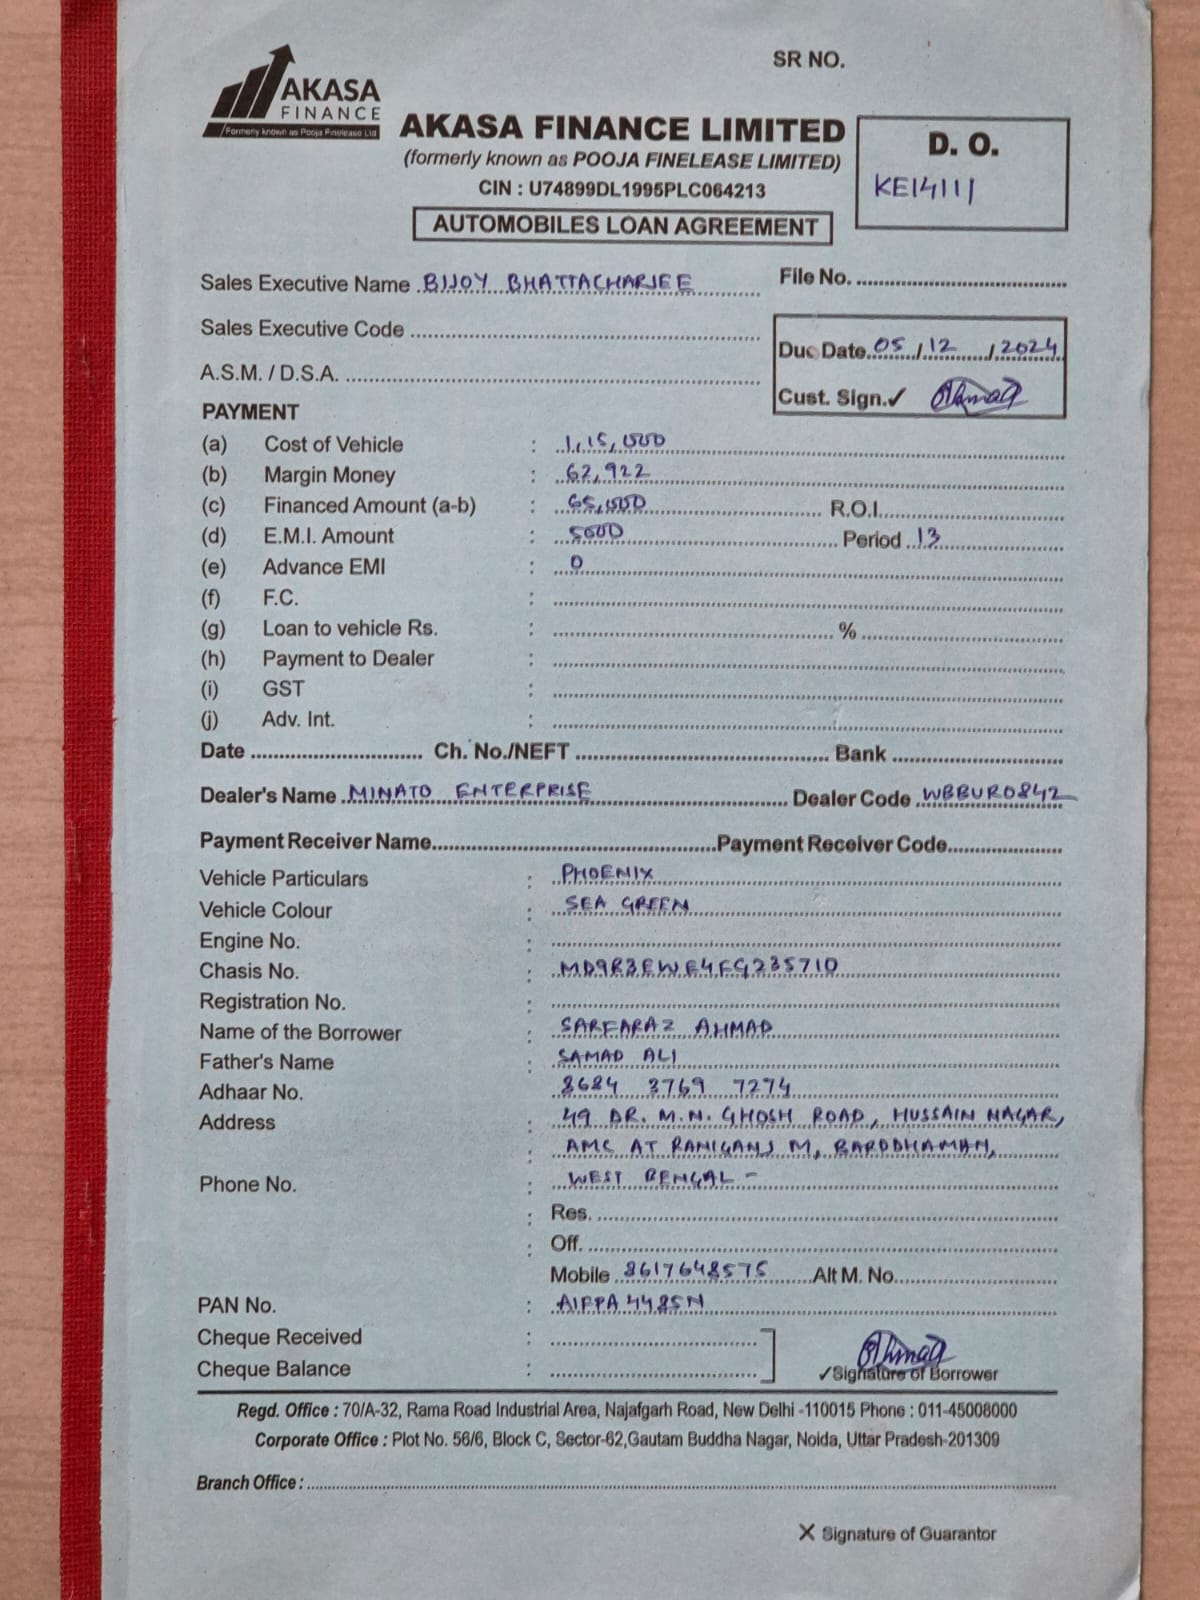 AKASA
FINANCE
Formerly known as Pooja Finelease Ltd
SR NO.
AKASA FINANCE LIMITED
(formerly known as POOJA FINELEASE LIMITED)
CIN : U74899DL1995PLC064213
AUTOMOBILES LOAN AGREEMENT
D. O.
KE14111
Sales Executive Name BIJOY BHATTACHARJEE
File No.
Sales Executive Code
Due Date 05 / 12 / 2024
A.S.M. / D.S.A.
Cust. Sign.✓
PAYMENT
(a) Cost of Vehicle : 1,15,000
(b) Margin Money : 62,922
(c) Financed Amount (a-b) : 65,000 R.O.I.
(d) E.M.I. Amount : 5000 Period 13
(e) Advance EMI : 0
(f) F.C. :
(g) Loan to vehicle Rs. : %
(h) Payment to Dealer :
(i) GST :
(j) Adv. Int. :
Date Ch. No./NEFT Bank
Dealer's Name MINATO ENTERPRISE Dealer Code WBBUR0842
Payment Receiver Name Payment Receiver Code
Vehicle Particulars : PHOENIX
Vehicle Colour : SEA GREEN
Engine No. :
Chasis No. : MD9R3EWE4FG235710
Registration No. :
Name of the Borrower : SARFARAZ AHMAD
Father's Name : SAMAD ALI
Adhaar No. : 8684 3769 7274
Address : 49 DR. M.N. GHOSH ROAD, HUSSAIN NAGAR,
: AMC AT RANIGANJ M, BARDDHAMAN,
Phone No. : WEST BENGAL -
: Res.
: Off.
Mobile 8617648575 Alt M. No.
PAN No. : AIFPA4485N
Cheque Received :
Cheque Balance :
✓Signature of Borrower
Regd. Office : 70/A-32, Rama Road Industrial Area, Najafgarh Road, New Delhi -110015 Phone : 011-45008000
Corporate Office : Plot No. 56/6, Block C, Sector-62,Gautam Buddha Nagar, Noida, Uttar Pradesh-201309
Branch Office :
X Signature of Guarantor